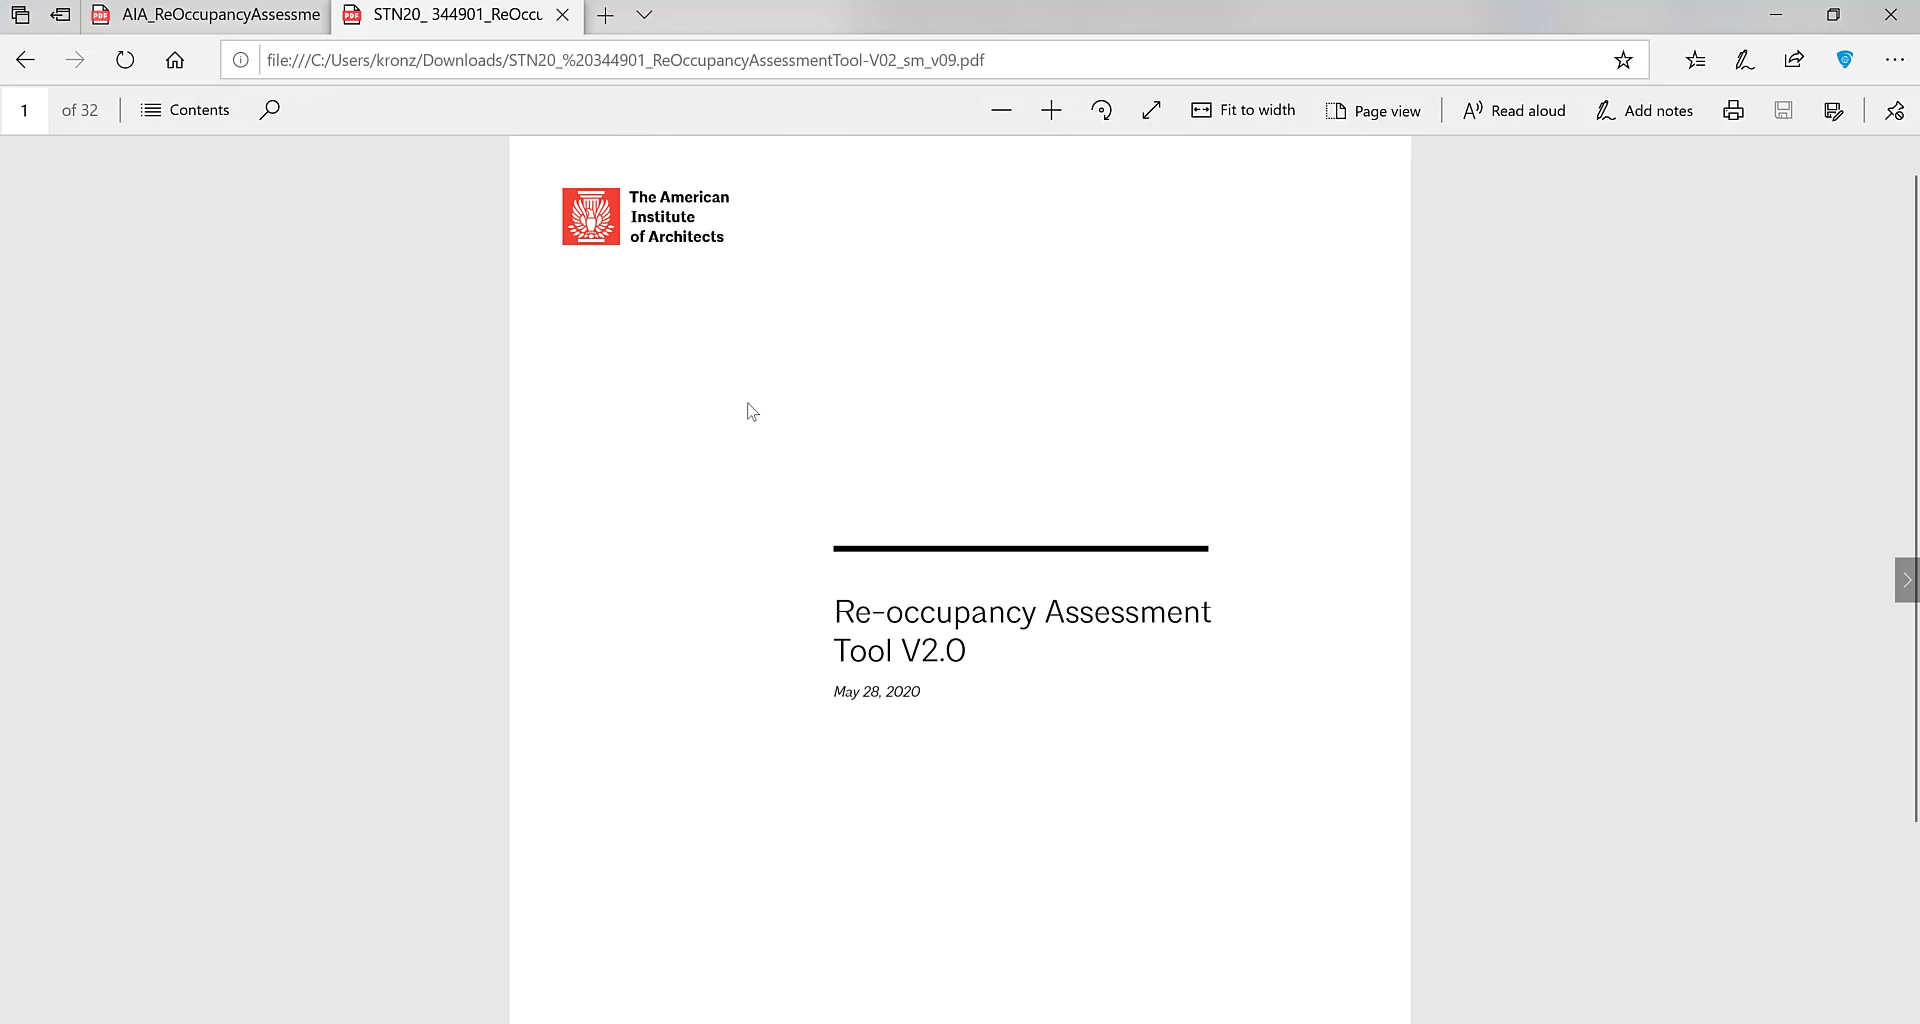 AIA_ReOccupancyAssessme
STN20_ 344901_ReOccu
file:///C:/Users/kronz/Downloads/STN20_%20344901_ReOccupancyAssessmentTool-V02_sm_v09.pdf
1 of 32 Contents Fit to width Page view Read aloud Add notes
The American
Institute
of Architects
Re-occupancy Assessment
Tool V2.0
May 28, 2020